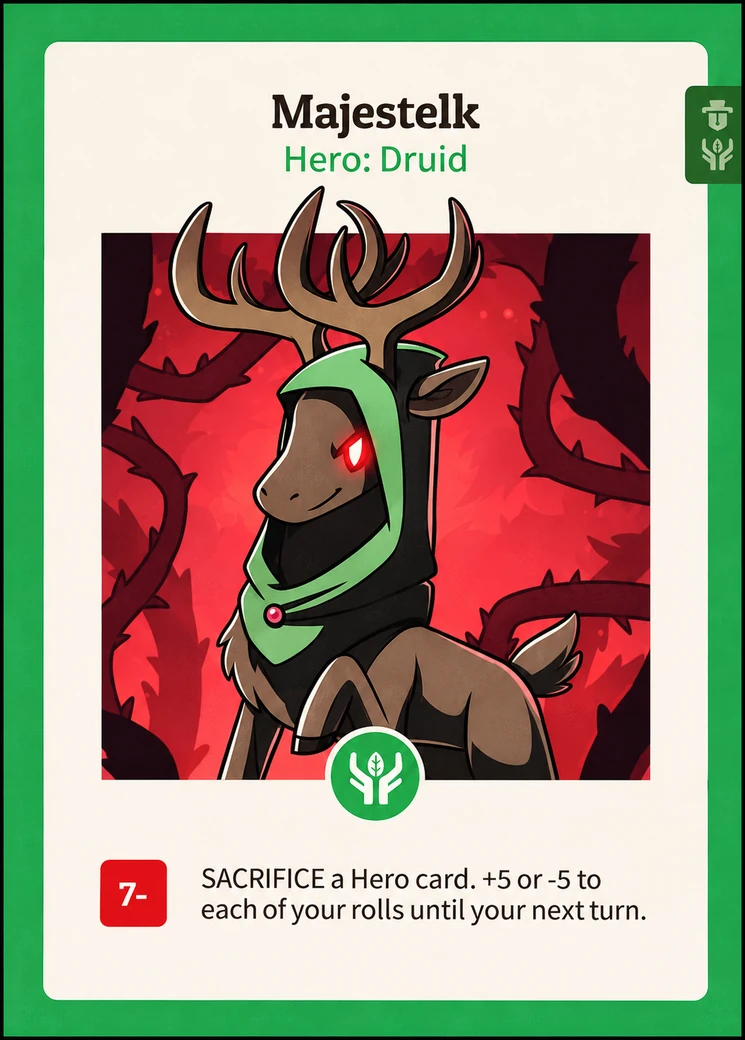 Majestelk
Hero: Druid
7-
SACRIFICE a Hero card. +5 or -5 to
each of your rolls until your next turn.